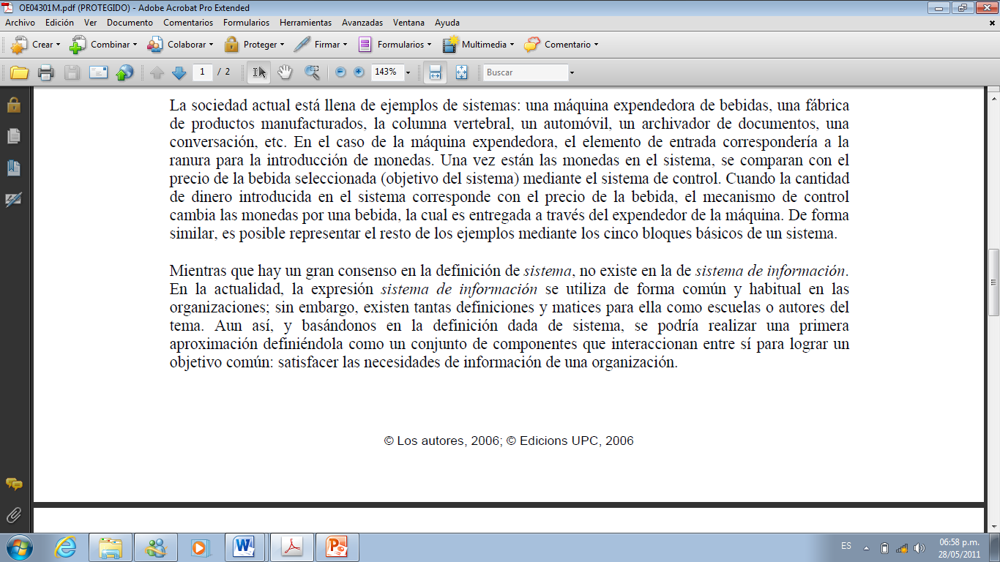 OE04301M.pdf (PROTEGIDO) - Adobe Acrobat Pro Extended
Archivo Edición Ver Documento Comentarios Formularios Herramientas Avanzadas Ventana Ayuda
Crear Combinar Colaborar Proteger Firmar Formularios Multimedia Comentario
1 / 2 143% Buscar
La sociedad actual está llena de ejemplos de sistemas: una máquina expendedora de bebidas, una fábrica
de productos manufacturados, la columna vertebral, un automóvil, un archivador de documentos, una
conversación, etc. En el caso de la máquina expendedora, el elemento de entrada correspondería a la
ranura para la introducción de monedas. Una vez están las monedas en el sistema, se comparan con el
precio de la bebida seleccionada (objetivo del sistema) mediante el sistema de control. Cuando la cantidad
de dinero introducida en el sistema corresponde con el precio de la bebida, el mecanismo de control
cambia las monedas por una bebida, la cual es entregada a través del expendedor de la máquina. De forma
similar, es posible representar el resto de los ejemplos mediante los cinco bloques básicos de un sistema.
Mientras que hay un gran consenso en la definición de sistema, no existe en la de sistema de información.
En la actualidad, la expresión sistema de información se utiliza de forma común y habitual en las
organizaciones; sin embargo, existen tantas definiciones y matices para ella como escuelas o autores del
tema. Aun así, y basándonos en la definición dada de sistema, se podría realizar una primera
aproximación definiéndola como un conjunto de componentes que interaccionan entre sí para lograr un
objetivo común: satisfacer las necesidades de información de una organización.
© Los autores, 2006; © Edicions UPC, 2006
ES 06:58 p.m.
28/05/2011